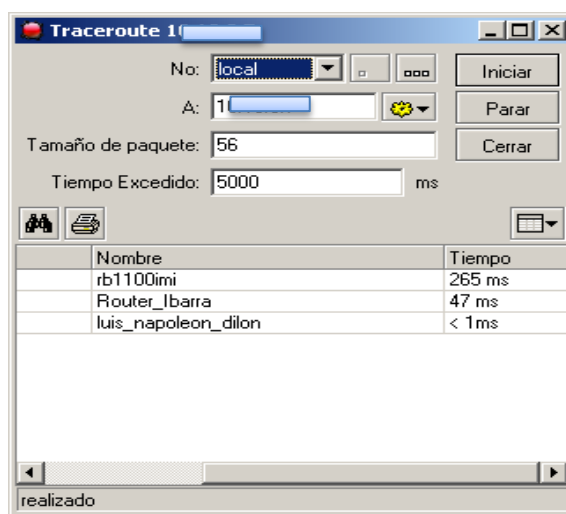 Traceroute 1
No: local
Iniciar
A: 1
Parar
Tamaño de paquete: 56
Cerrar
Tiempo Excedido: 5000 ms
Nombre Tiempo
rb1100imi 265 ms
Router_Ibarra 47 ms
luis_napoleon_dilon < 1ms
realizado